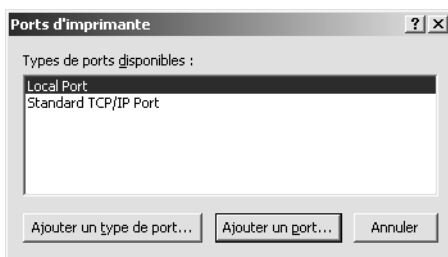 Ports d'imprimante
Types de ports disponibles :
Local Port
Standard TCP/IP Port
Ajouter un type de port... Ajouter un port... Annuler